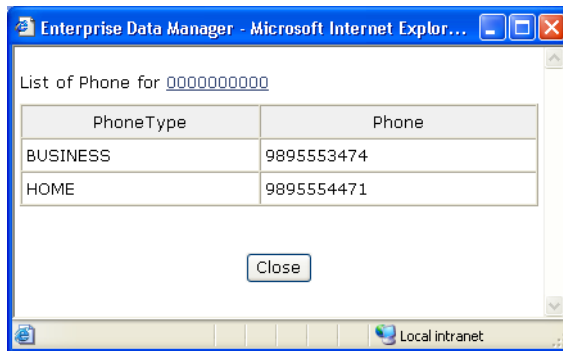 Enterprise Data Manager - Microsoft Internet Explor...
List of Phone for 0000000000
PhoneType Phone
BUSINESS 9895553474
HOME 9895554471
Close
Local intranet